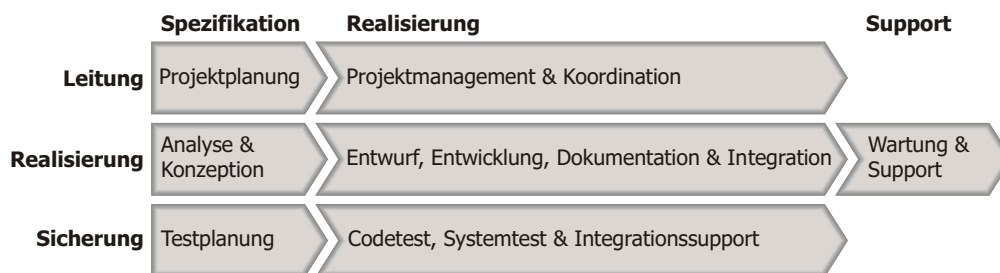 Spezifikation Realisierung Support
Leitung Projektplanung Projektmanagement & Koordination
Realisierung Analyse &
Konzeption Entwurf, Entwicklung, Dokumentation & Integration Wartung &
Support
Sicherung Testplanung Codetest, Systemtest & Integrationssupport